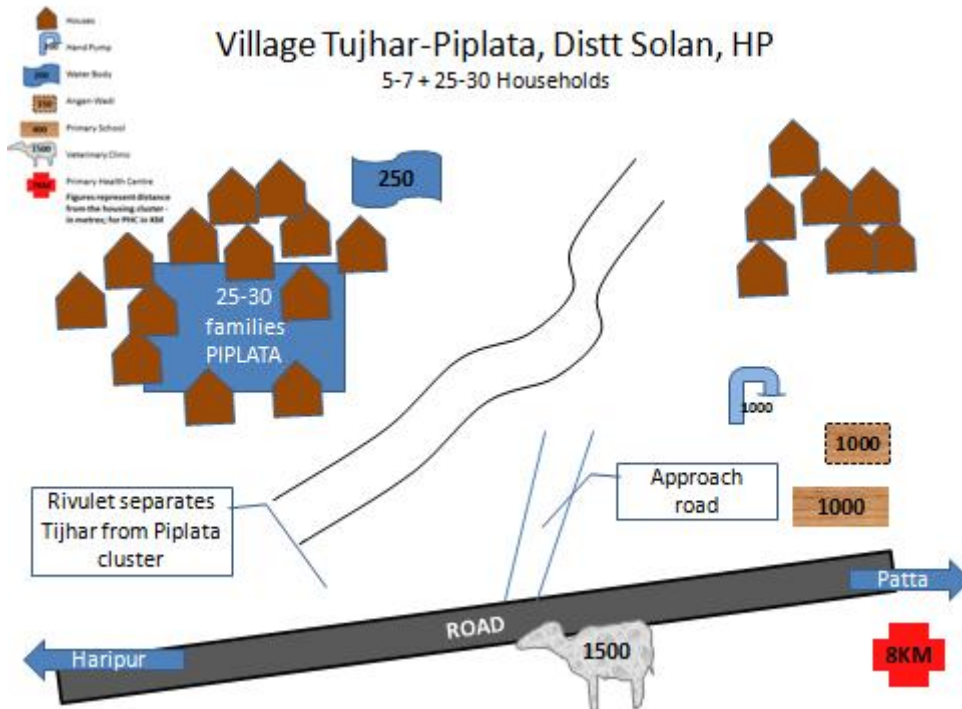 Village Tujhar-Piplata, Distt Solan, HP
5-7 + 25-30 Households
Houses
Hand Pump
200
Water Body
Angan Wadi
400
Primary School
1500
Veterinary Clinic
Primary Health Centre
Figures represent distance
from the housing cluster -
in metres; for PHC in KM
250
25-30
families
PIPLATA
1000
1000
1000
Rivulet separates
Tijhar from Piplata
cluster
Approach
road
Patta
ROAD
Haripur
1500
8KM